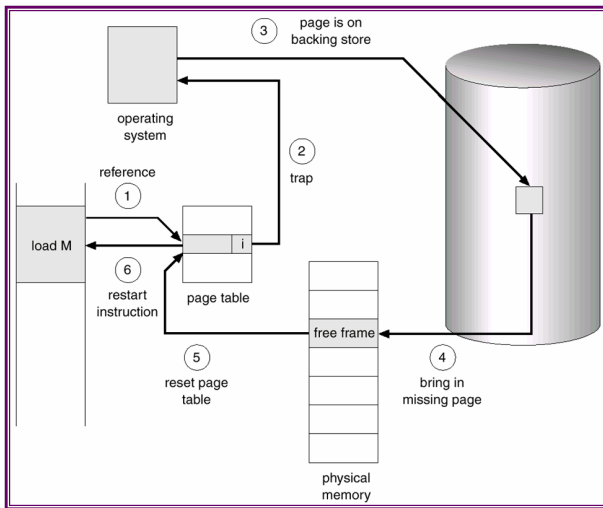 3
page is on
backing store
operating
system
2
trap
reference
1
load M
i
6
restart
instruction
page table
free frame
5
reset page
table
4
bring in
missing page
physical
memory